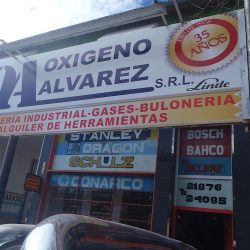 OXIGENO
ALVAREZ
S.R.L.
Linde
35
AÑOS
ERÍA INDUSTRIAL-GASES-BULONERIA
ALQUILER DE HERRAMIENTAS
STANLEY
DRAGON
SCHULZ
CONARCO
BOSCH
BAHCO
21876
24085